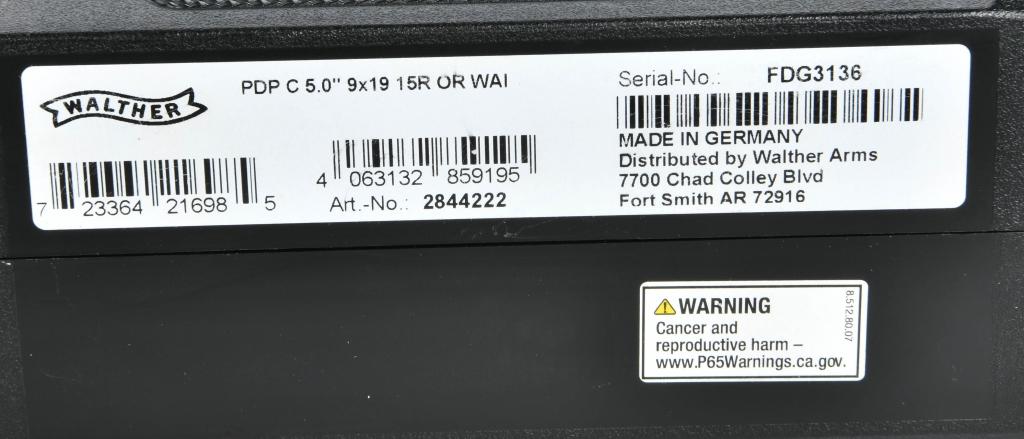 WALTHER
PDP C 5.0" 9x19 15R OR WAI
7 23364 21698 5
4 063132 859195
Art.-No.: 2844222
Serial-No.: FDG3136
MADE IN GERMANY
Distributed by Walther Arms
7700 Chad Colley Blvd
Fort Smith AR 72916
WARNING
Cancer and
reproductive harm –
www.P65Warnings.ca.gov.
8.512.80.07